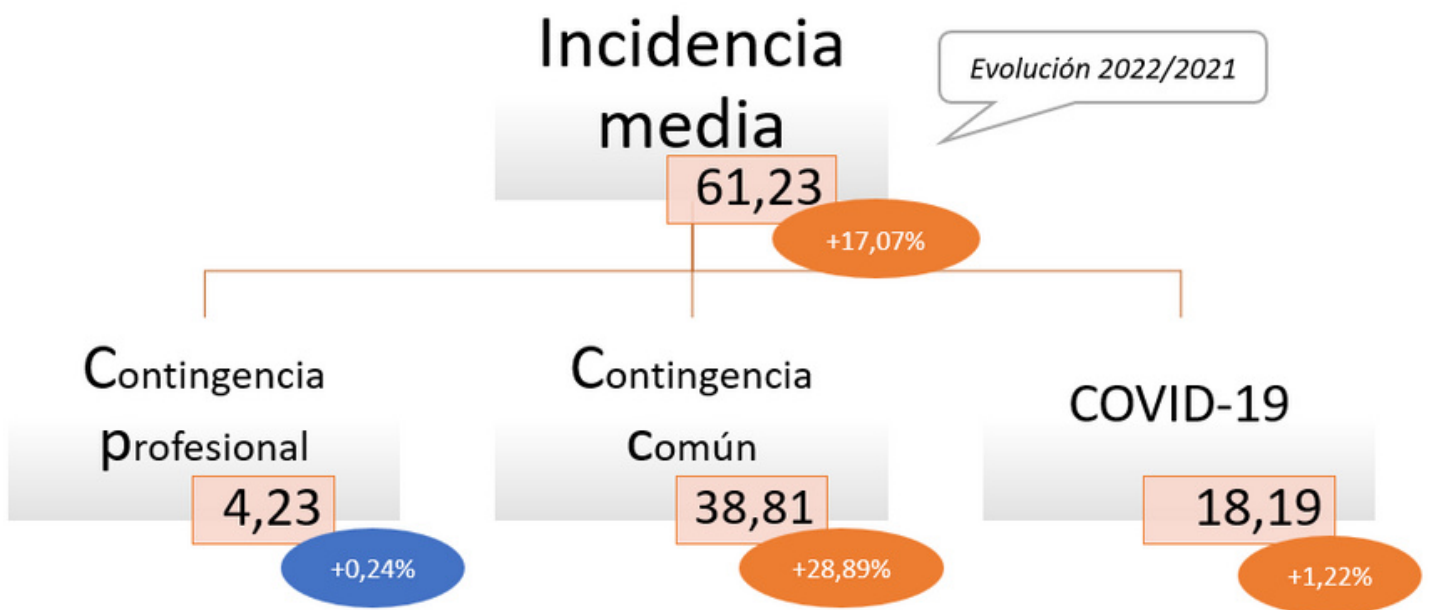 Incidencia
media
61,23
+17,07%
Evolución 2022/2021
Contingencia
profesional
4,23
+0,24%
Contingencia
Común
38,81
+28,89%
COVID-19
18,19
+1,22%